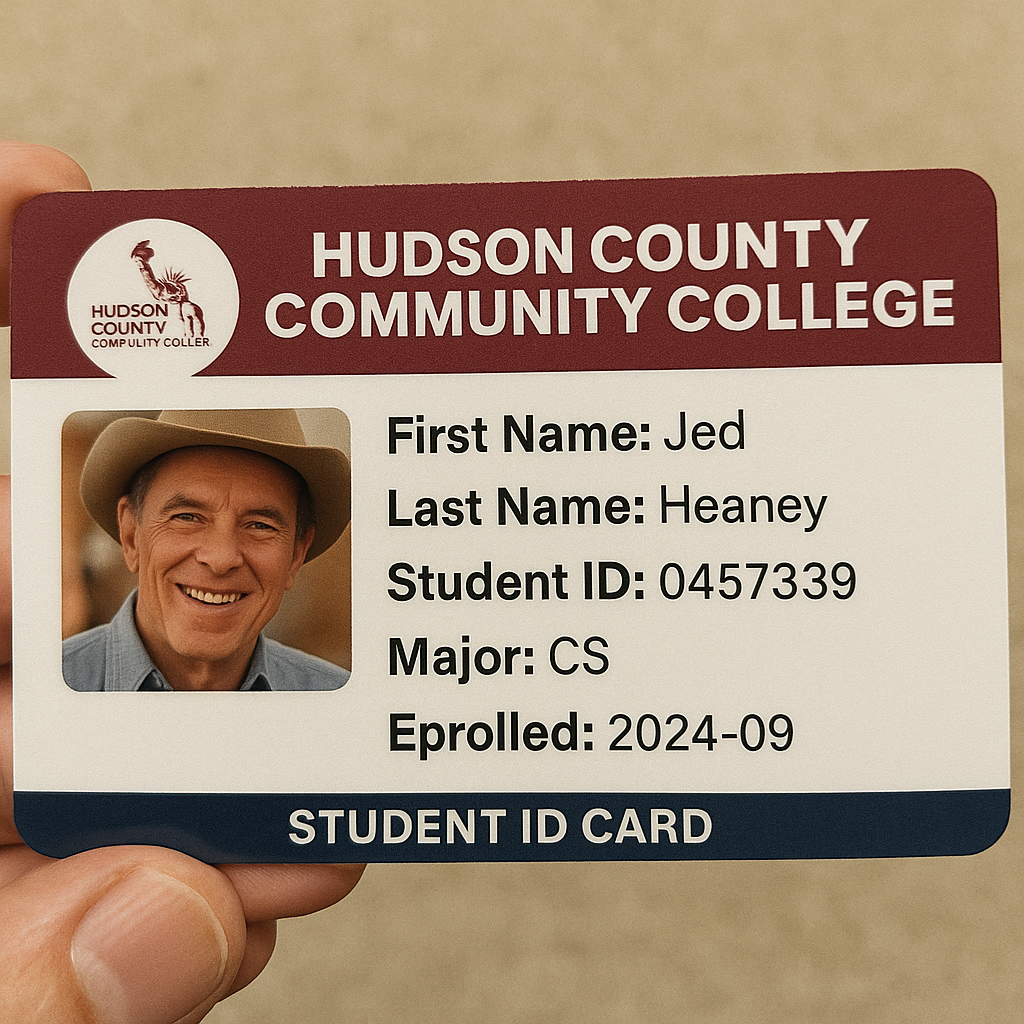 HUDSON COUNTY
COMMUNITY COLLEGE
HUDSON
COUNTY
COMPULITY COLLER
First Name: Jed
Last Name: Heaney
Student ID: 0457339
Major: CS
Eprolled: 2024-09
STUDENT ID CARD